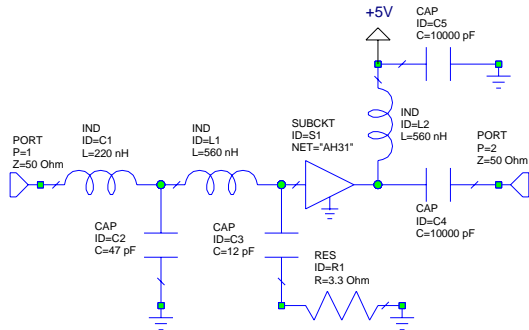 +5V
CAP
ID=C5
C=10000 pF
IND
ID=C1
L=220 nH
IND
ID=L1
L=560 nH
SUBCKT
ID=S1
NET="AH31"
IND
ID=L2
L=560 nH
PORT
P=1
Z=50 Ohm
PORT
P=2
Z=50 Ohm
CAP
ID=C2
C=47 pF
CAP
ID=C3
C=12 pF
CAP
ID=C4
C=10000 pF
RES
ID=R1
R=3.3 Ohm